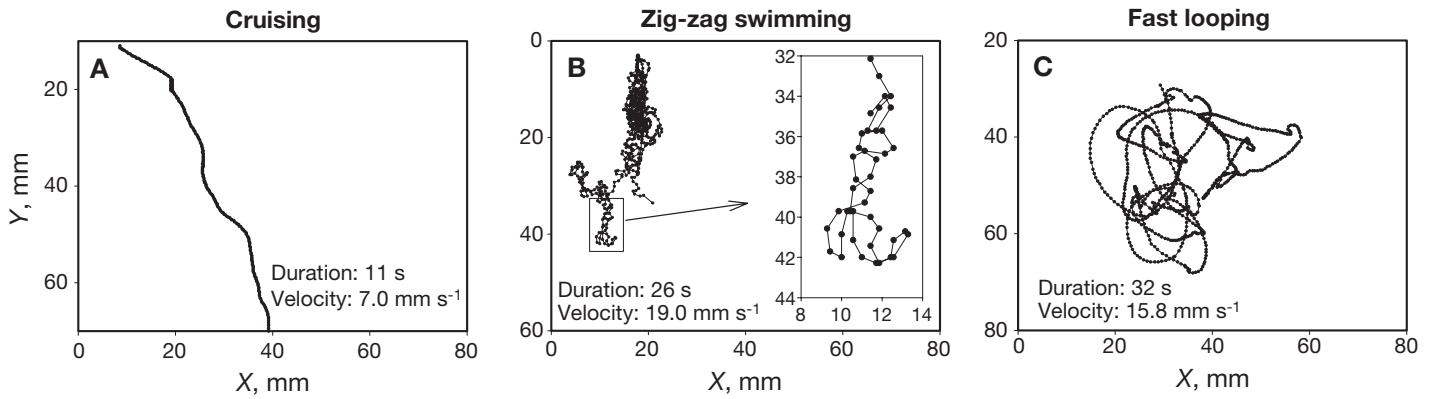 Cruising
A
20
40
60
Y, mm
Duration: 11 s
Velocity: 7.0 mm s-1
0 20 40 60 80
X, mm
Zig-zag swimming
B
0
20
40
60
32
34
36
38
40
42
44
8 10 12 14
Duration: 26 s
Velocity: 19.0 mm s-1
0 20 40 60 80
X, mm
Fast looping
C
20
40
60
80
Duration: 32 s
Velocity: 15.8 mm s-1
0 20 40 60 80
X, mm